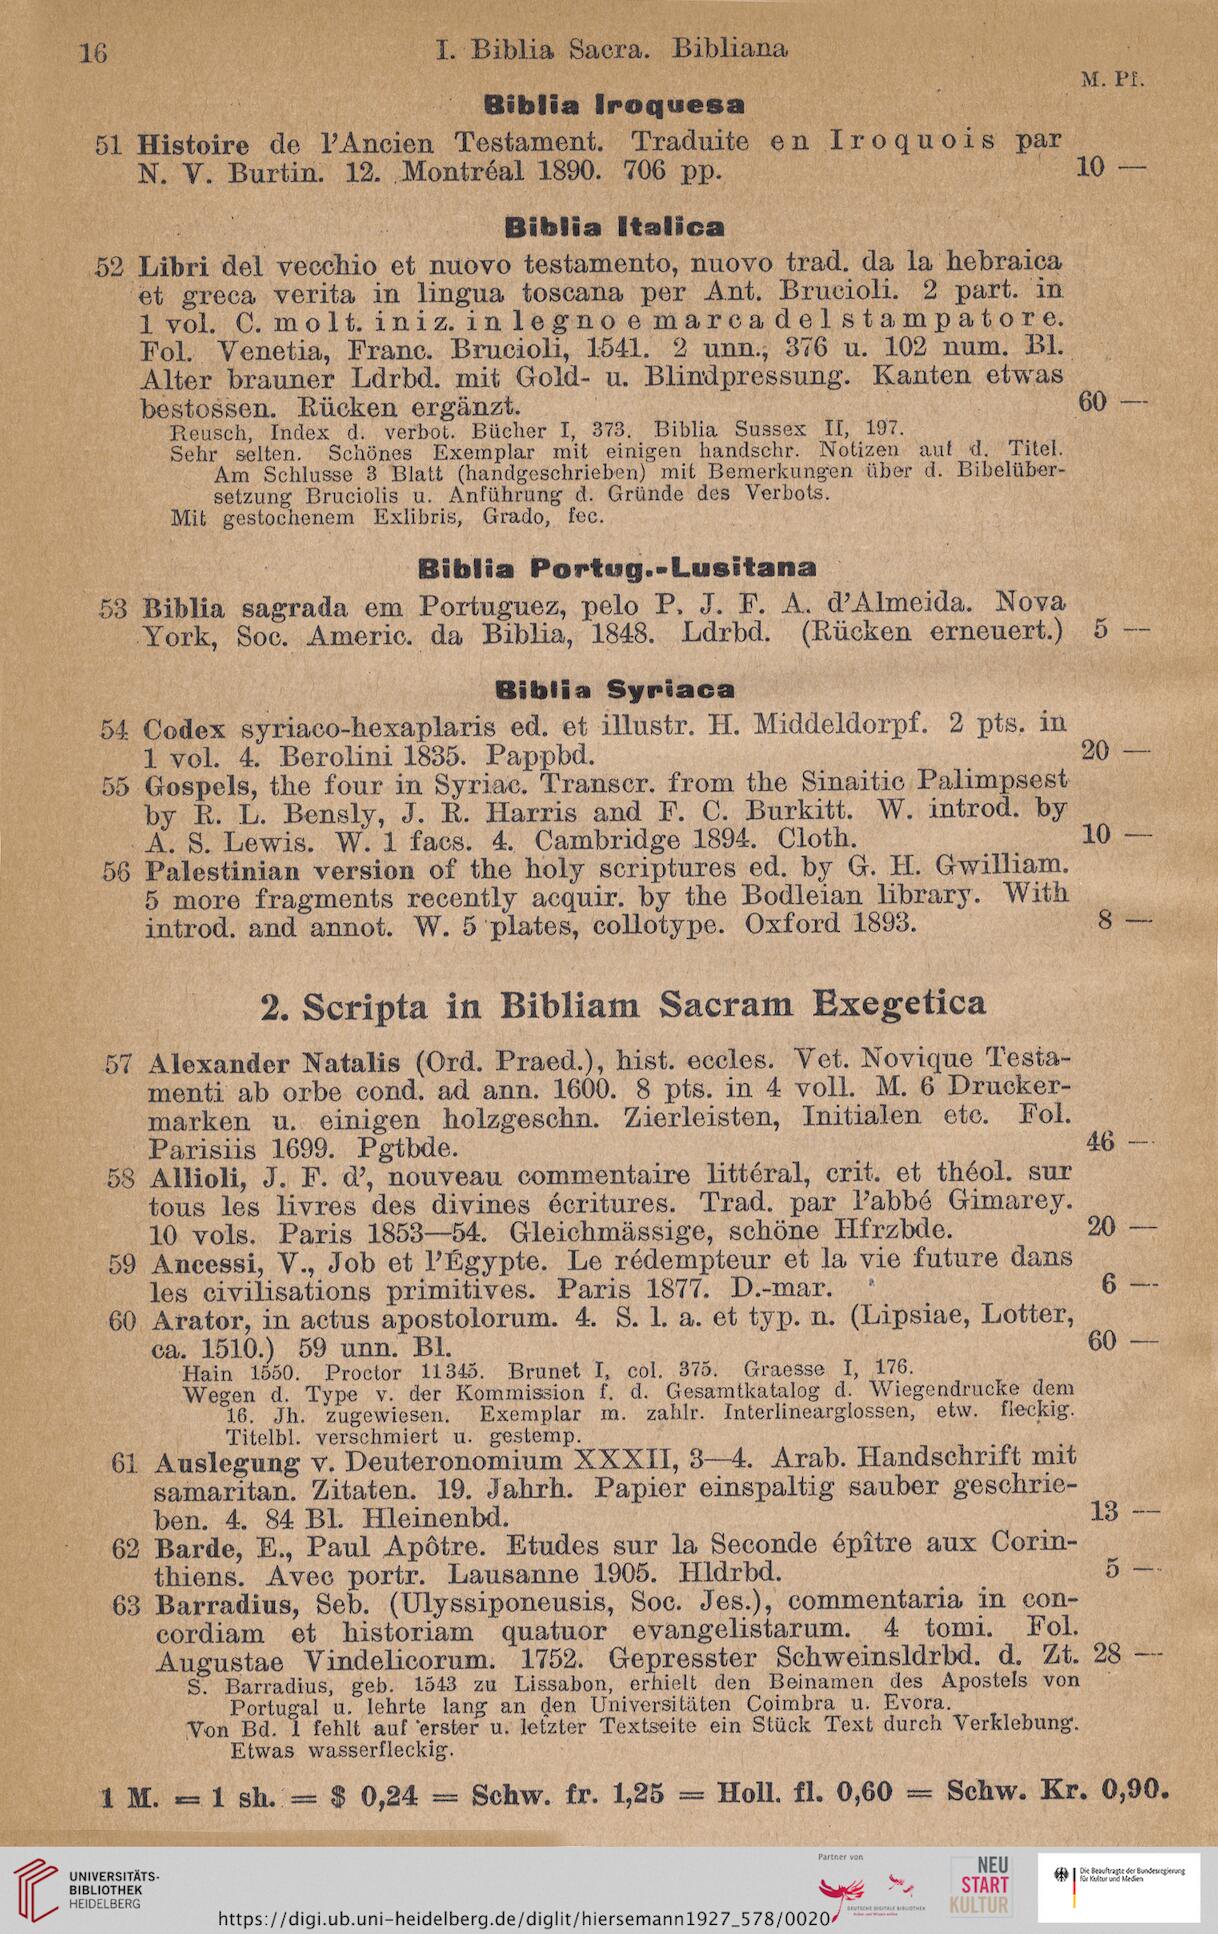 16
I. Biblia Sacra. Bibliana
M. Pf.
Biblia Iroquesa
51 Histoire de l'Ancien Testament. Traduite en Iroquois par
N. V. Burtin. 12. Montréal 1890. 706 pp. 10 —
Biblia Italica
52 Libri del vecchio et nuovo testamento, nuovo trad. da la hebraica
et greca verita in lingua toscana per Ant. Brucioli. 2 part. in
1 vol. C. molt. iniz. in legno e marca del stampatore.
Fol. Venetia, Franc. Brucioli, 1541. 2 unn., 376 u. 102 num. Bl.
Alter brauner Ldrbd. mit Gold- u. Blindpressung. Kanten etwas
bestossen. Rücken ergänzt. 60 —
Reusch, Index d. verbot. Bücher I, 373. Biblia Sussex II, 197.
Sehr selten. Schönes Exemplar mit einigen handschr. Notizen auf d. Titel.
Am Schlusse 3 Blatt (handgeschrieben) mit Bemerkungen über d. Bibelüber-
setzung Bruciolis u. Anführung d. Gründe des Verbots.
Mit gestochenem Exlibris, Grado, fec.
Biblia Portug.-Lusitana
53 Biblia sagrada em Portuguez, pelo P. J. F. A. d'Almeida. Nova
York, Soc. Americ. da Biblia, 1848. Ldrbd. (Rücken erneuert.) 5 —
Biblia Syriaca
54 Codex syriaco-hexaplaris ed. et illustr. H. Middeldorpf. 2 pts. in
1 vol. 4. Berolini 1835. Pappbd. 20 —
55 Gospels, the four in Syriac. Transcr. from the Sinaitic Palimpsest
by R. L. Bensly, J. R. Harris and F. C. Burkitt. W. introd. by
A. S. Lewis. W. 1 facs. 4. Cambridge 1894. Cloth. 10 —
56 Palestinian version of the holy scriptures ed. by G. H. Gwilliam.
5 more fragments recently acquir. by the Bodleian library. With
introd. and annot. W. 5 plates, collotype. Oxford 1893. 8 —
2. Scripta in Bibliam Sacram Exegetica
57 Alexander Natalis (Ord. Praed.), hist. eccles. Vet. Novique Testa-
menti ab orbe cond. ad ann. 1600. 8 pts. in 4 voll. M. 6 Drucker-
marken u. einigen holzgeschn. Zierleisten, Initialen etc. Fol.
Parisiis 1699. Pgtbde. 46 —
58 Allioli, J. F. d', nouveau commentaire littéral, crit. et théol. sur
tous les livres des divines écritures. Trad. par l'abbé Gimarey.
10 vols. Paris 1853—54. Gleichmässige, schöne Hfrzbde. 20 —
59 Ancessi, V., Job et l'Égypte. Le rédempteur et la vie future dans
les civilisations primitives. Paris 1877. D.-mar. 6 —
60 Arator, in actus apostolorum. 4. S. l. a. et typ. n. (Lipsiae, Lotter,
ca. 1510.) 59 unn. Bl. 60 —
Hain 1550. Proctor 11345. Brunet I, col. 375. Graesse I, 176.
Wegen d. Type v. der Kommission f. d. Gesamtkatalog d. Wiegendrucke dem
16. Jh. zugewiesen. Exemplar m. zahlr. Interlinearglossen, etw. fleckig.
Titelbl. verschmiert u. gestemp.
61 Auslegung v. Deuteronomium XXXII, 3—4. Arab. Handschrift mit
samaritan. Zitaten. 19. Jahrh. Papier einspaltig sauber geschrie-
ben. 4. 84 Bl. Hleinenbd. 13 —
62 Barde, E., Paul Apôtre. Etudes sur la Seconde épître aux Corin-
thiens. Avec portr. Lausanne 1905. Hldrbd. 5 —
63 Barradius, Seb. (Ulyssiponeusis, Soc. Jes.), commentaria in con-
cordiam et historiam quatuor evangelistarum. 4 tomi. Fol.
Augustae Vindelicorum. 1752. Gepresster Schweinsldrbd. d. Zt. 28 —
S. Barradius, geb. 1543 zu Lissabon, erhielt den Beinamen des Apostels von
Portugal u. lehrte lang an den Universitäten Coimbra u. Evora.
Von Bd. 1 fehlt auf erster u. letzter Textseite ein Stück Text durch Verklebung.
Etwas wasserfleckig.
1 M. = 1 sh. = $ 0,24 = Schw. fr. 1,25 = Holl. fl. 0,60 = Schw. Kr. 0,90.
UNIVERSITÄTS-
BIBLIOTHEK
HEIDELBERG
https://digi.ub.uni-heidelberg.de/diglit/hiersemann1927_578/0020
Partner von
DEUTSCHE DIGITALE BIBLIOTHEK
Kultur und Wissen online
NEU
START
KULTUR
Die Beauftragte der Bundesregierung
für Kultur und Medien